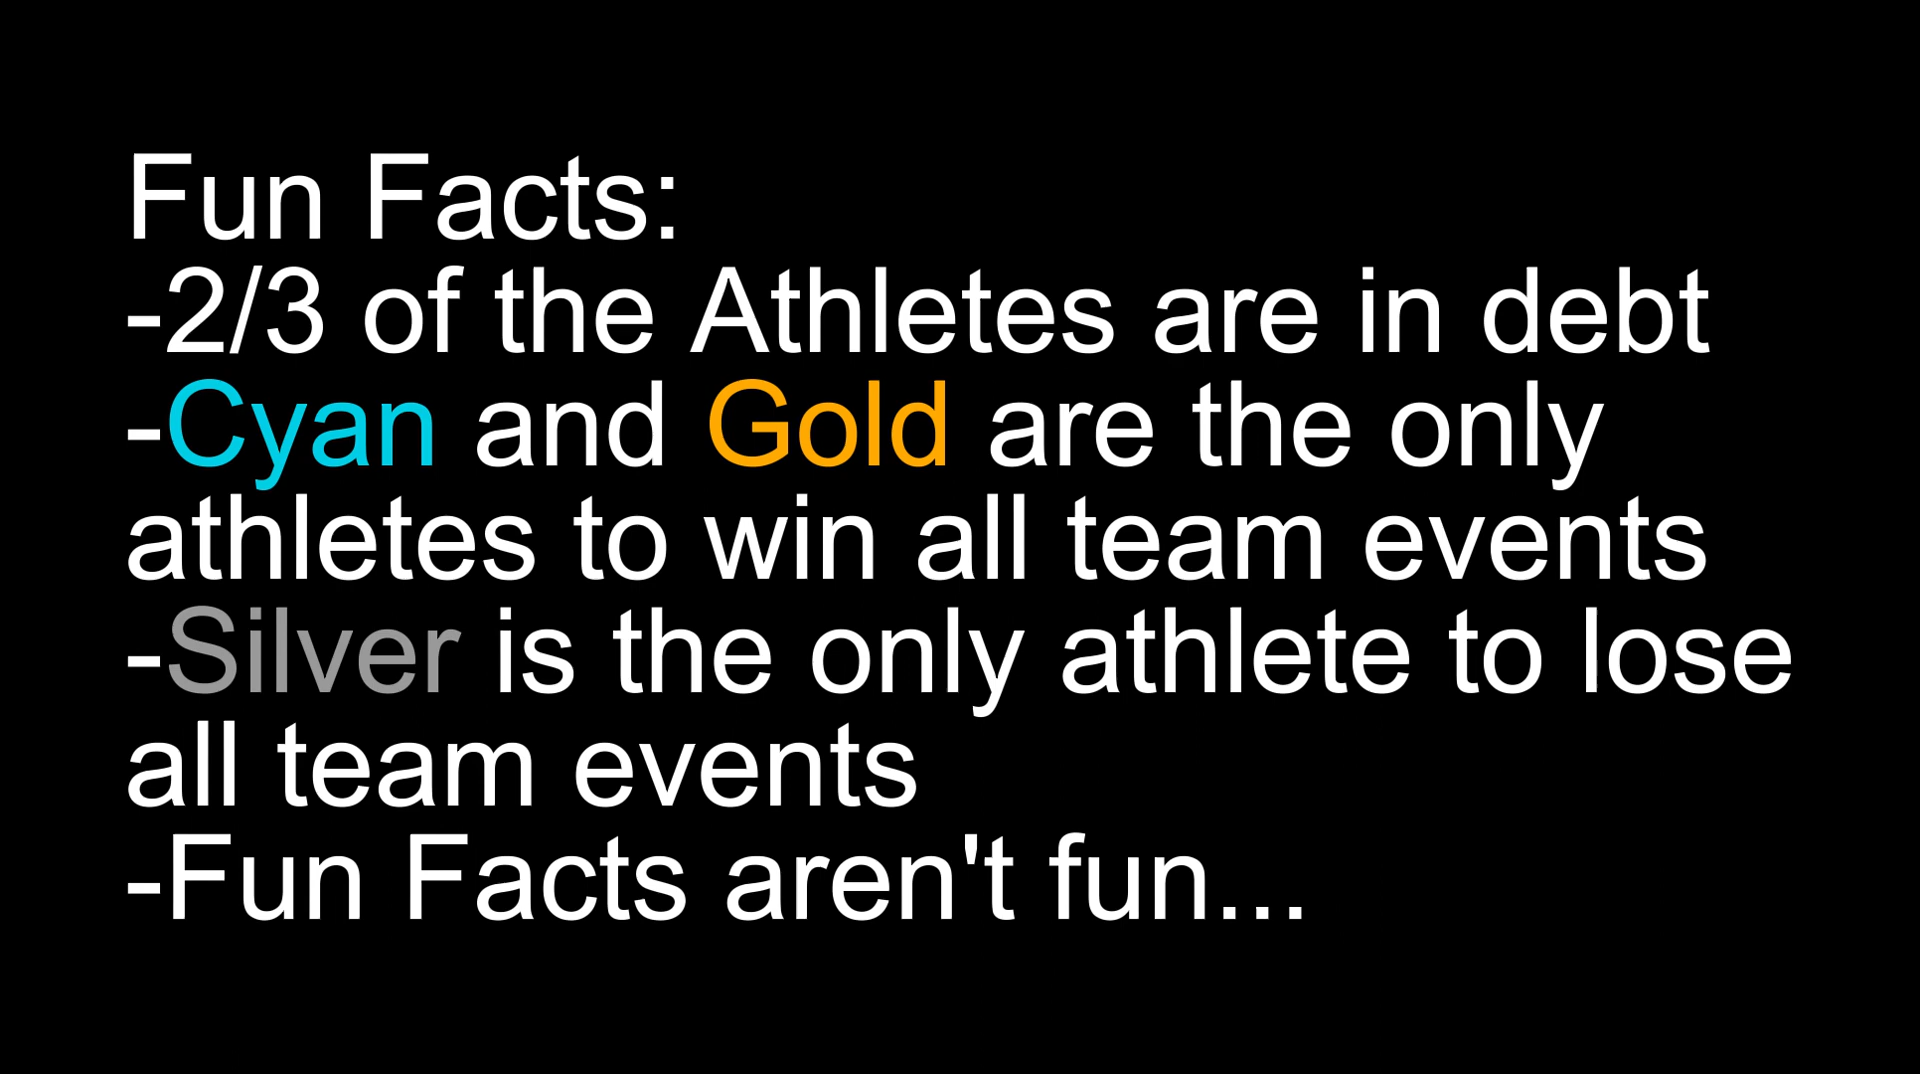 Fun Facts:
-2/3 of the Athletes are in debt
-Cyan and Gold are the only
athletes to win all team events
-Silver is the only athlete to lose
all team events
-Fun Facts aren't fun...